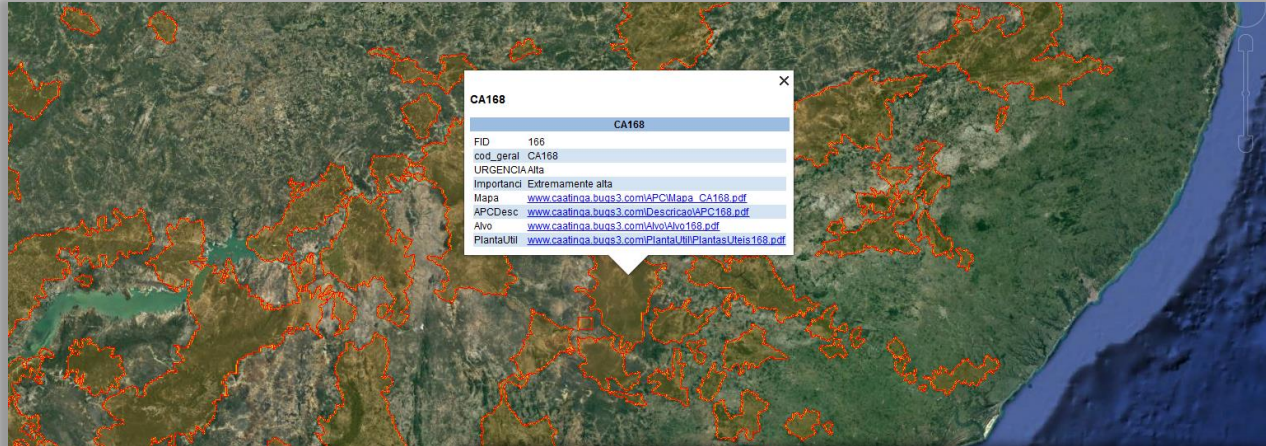 CA168
CA168
FID 166
cod_geral CA168
URGENCIA Alta
Importanci Extremamente alta
Mapa www.caatinga.bugs3.com\APC\Mapa_CA168.pdf
APCDesc www.caatinga.bugs3.com\Descricao\APC168.pdf
Alvo www.caatinga.bugs3.com\Alvo\Alvo168.pdf
PlantaUtil www.caatinga.bugs3.com\PlantaUtil\PlantasUteis168.pdf